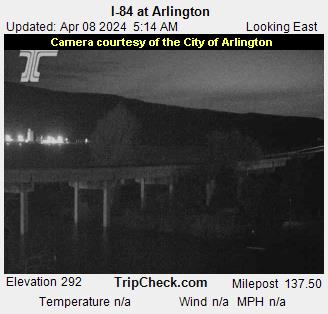 I-84 at Arlington
Updated: Apr 08 2024 5:14 AM Looking East
Camera courtesy of the City of Arlington
Elevation 292 TripCheck.com Milepost 137.50
Temperature n/a Wind n/a MPH n/a